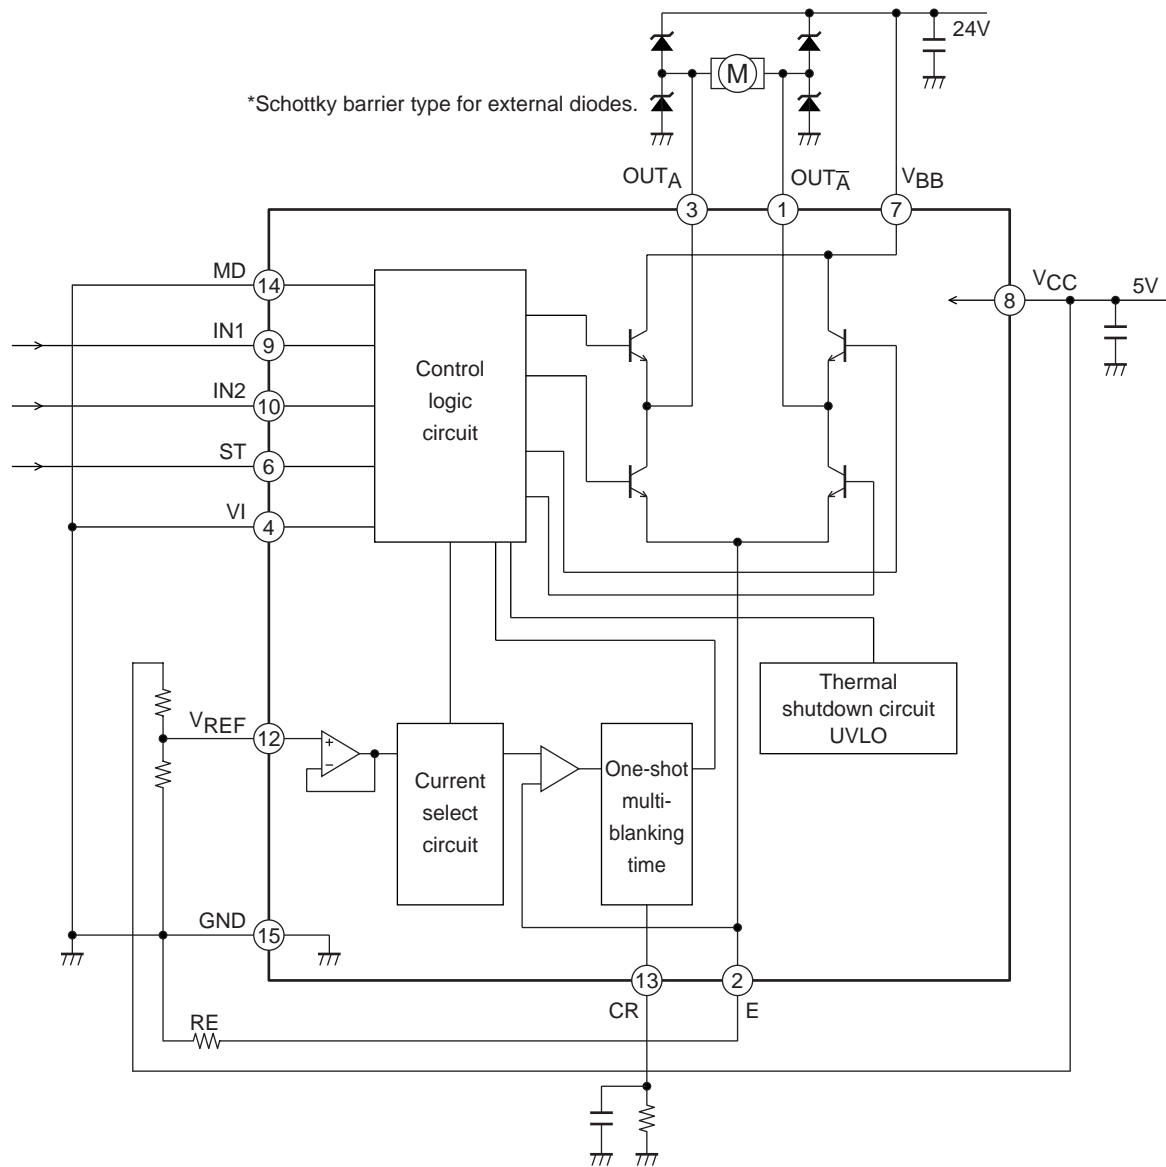 24V
M
*Schottky barrier type for external diodes.
OUTA
OUTA̅
VBB
3
1
7
MD
14
VCC
5V
8
IN1
9
Control
logic
circuit
IN2
10
ST
6
VI
4
Thermal
shutdown circuit
UVLO
VREF
12
+
−
Current
select
circuit
One-shot
multi-
blanking
time
GND
15
13
2
CR
E
RE